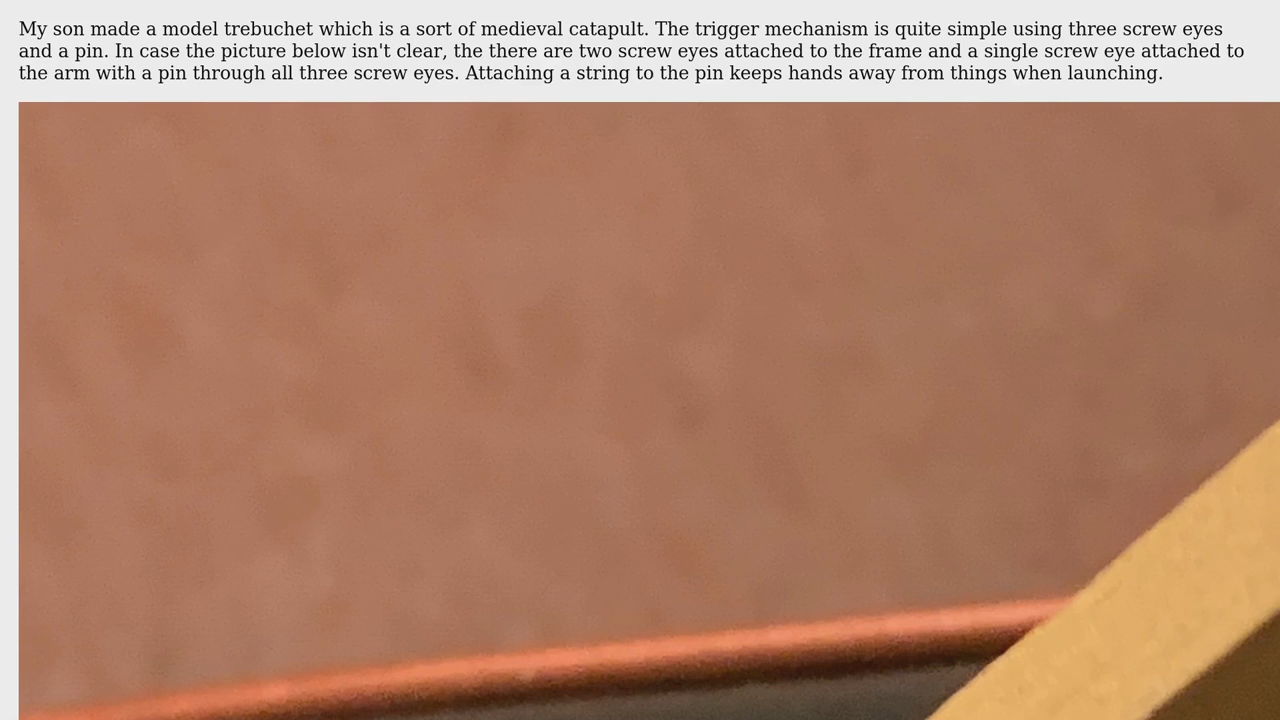 My son made a model trebuchet which is a sort of medieval catapult. The trigger mechanism is quite simple using three screw eyes
and a pin. In case the picture below isn't clear, the there are two screw eyes attached to the frame and a single screw eye attached to
the arm with a pin through all three screw eyes. Attaching a string to the pin keeps hands away from things when launching.